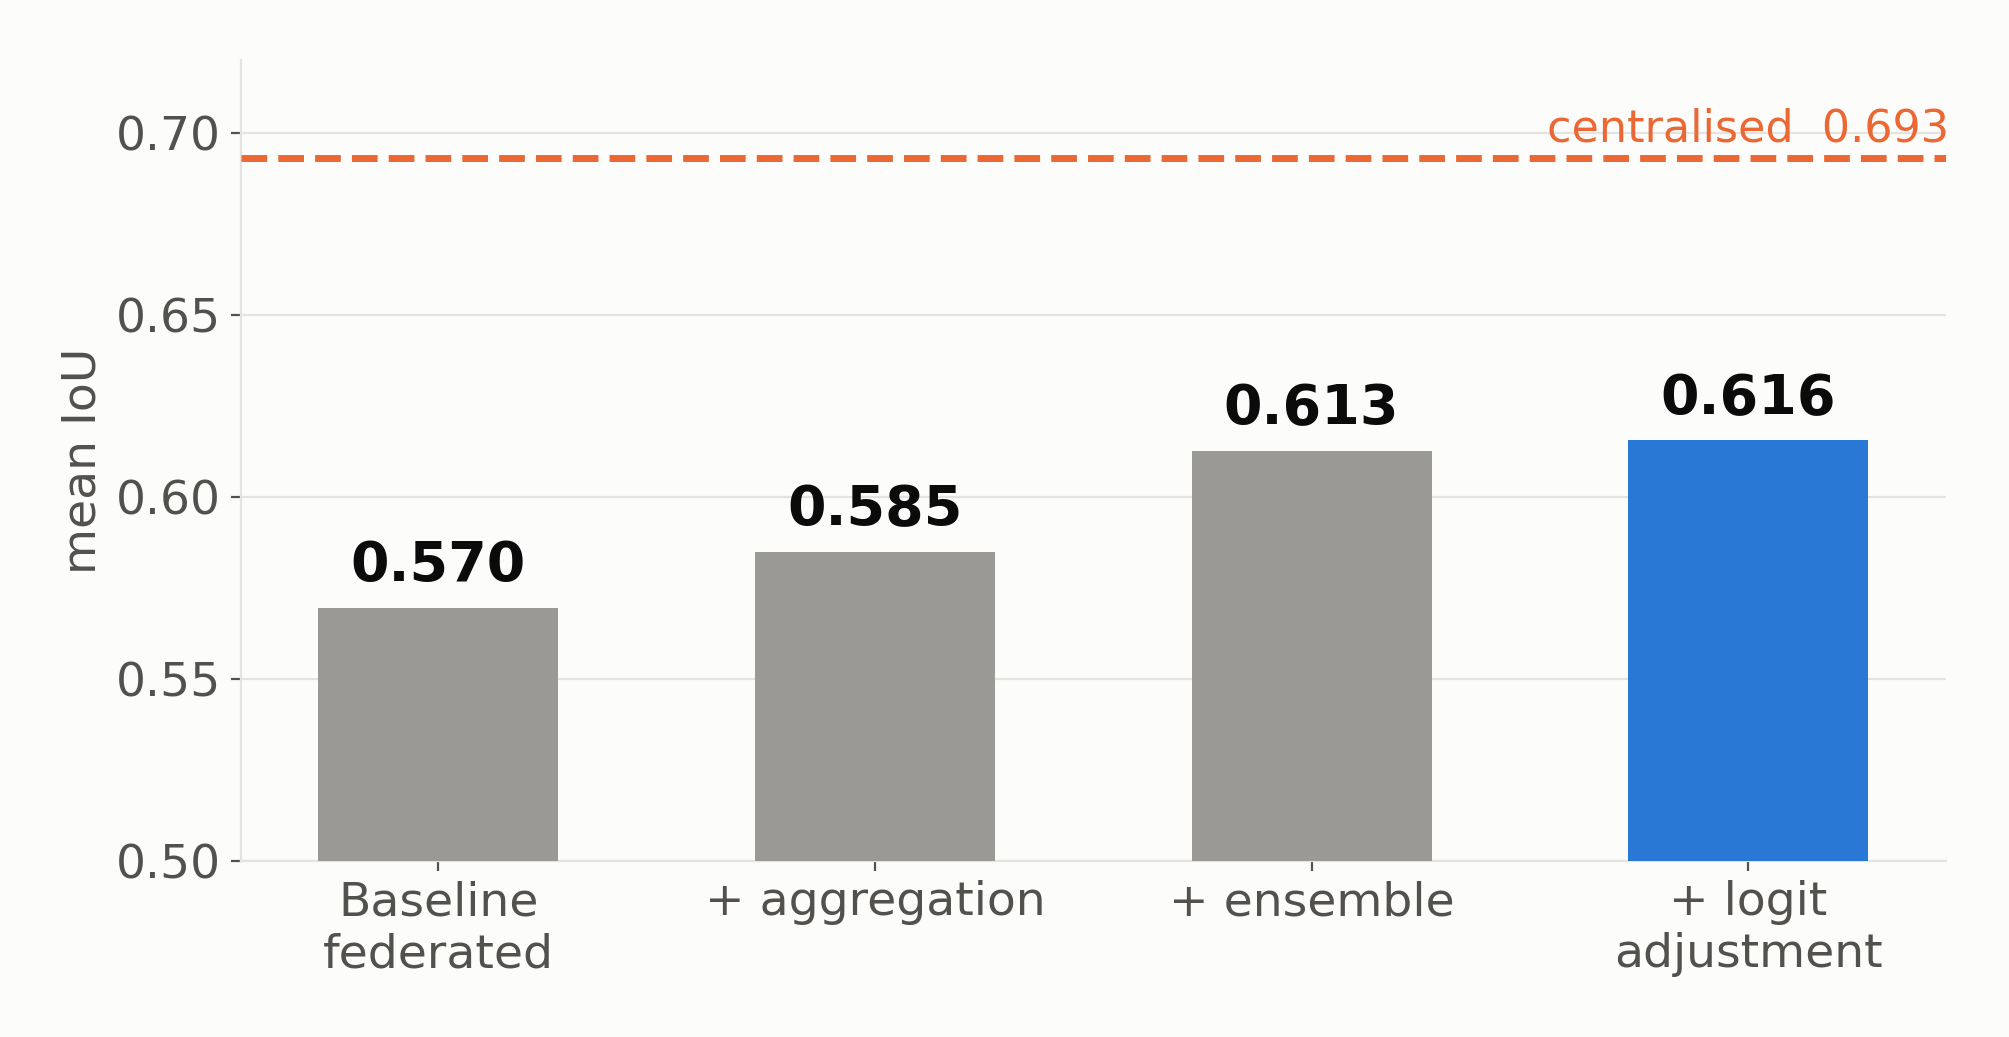 0.70
0.65
0.60
0.55
0.50
mean IoU
centralised 0.693
0.570
0.585
0.613
0.616
Baseline
federated
+ aggregation
+ ensemble
+ logit
adjustment